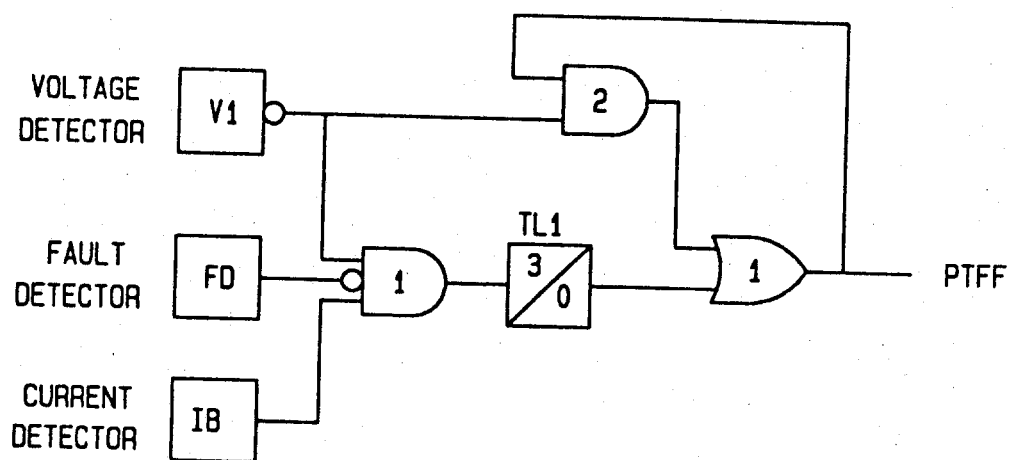 VOLTAGE
DETECTOR
V1
2
FAULT
DETECTOR
FD
1
TL1
3
0
1
PTFF
CURRENT
DETECTOR
IB